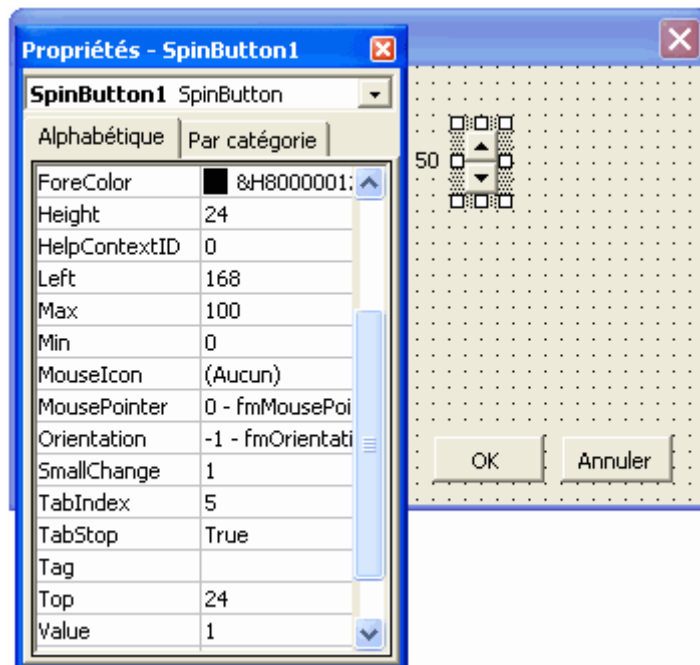 Propriétés - SpinButton1
SpinButton1 SpinButton
Alphabétique Par catégorie
ForeColor &H8000001
Height 24
HelpContextID 0
Left 168
Max 100
Min 0
MouseIcon (Aucun)
MousePointer 0 - fmMousePoi
Orientation -1 - fmOrientati
SmallChange 1
TabIndex 5
TabStop True
Tag
Top 24
Value 1
50
OK Annuler